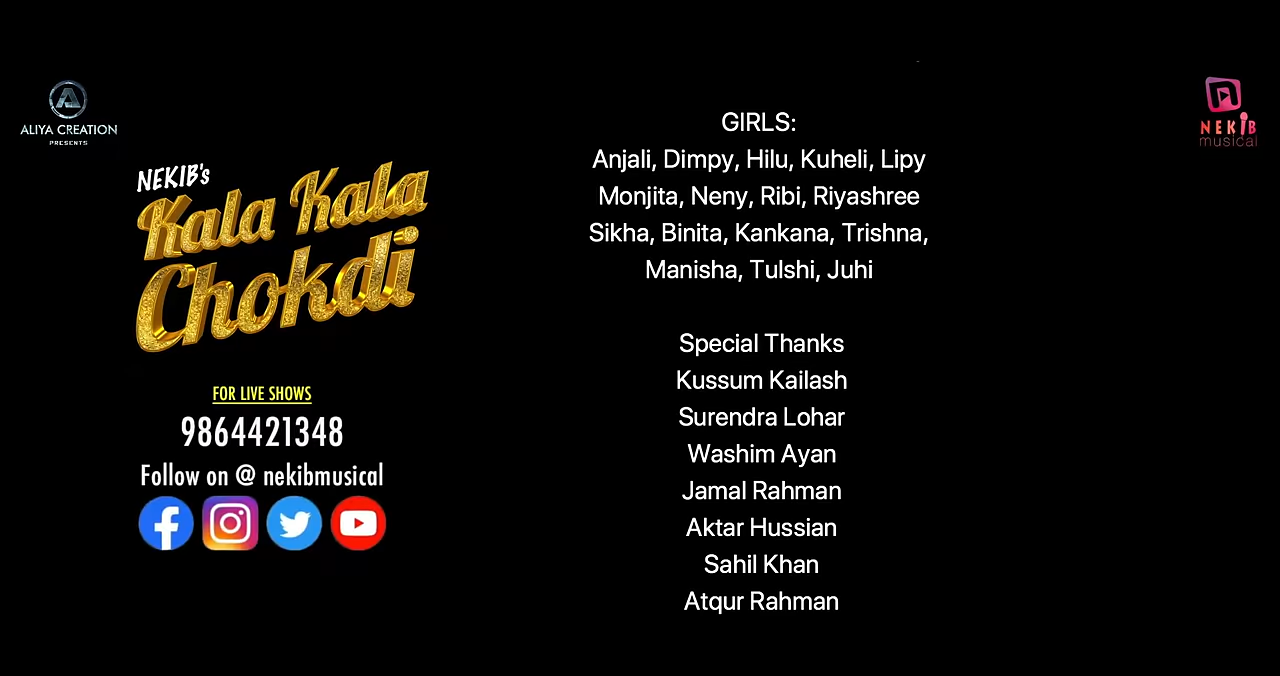 ALIYA CREATION
PRESENTS
NEKIB
musical
NEKIB's
Kala Kala
Chokdi
FOR LIVE SHOWS
9864421348
Follow on @ nekibmusical
GIRLS:
Anjali, Dimpy, Hilu, Kuheli, Lipy
Monjita, Neny, Ribi, Riyashree
Sikha, Binita, Kankana, Trishna,
Manisha, Tulshi, Juhi
Special Thanks
Kussum Kailash
Surendra Lohar
Washim Ayan
Jamal Rahman
Aktar Hussian
Sahil Khan
Atqur Rahman